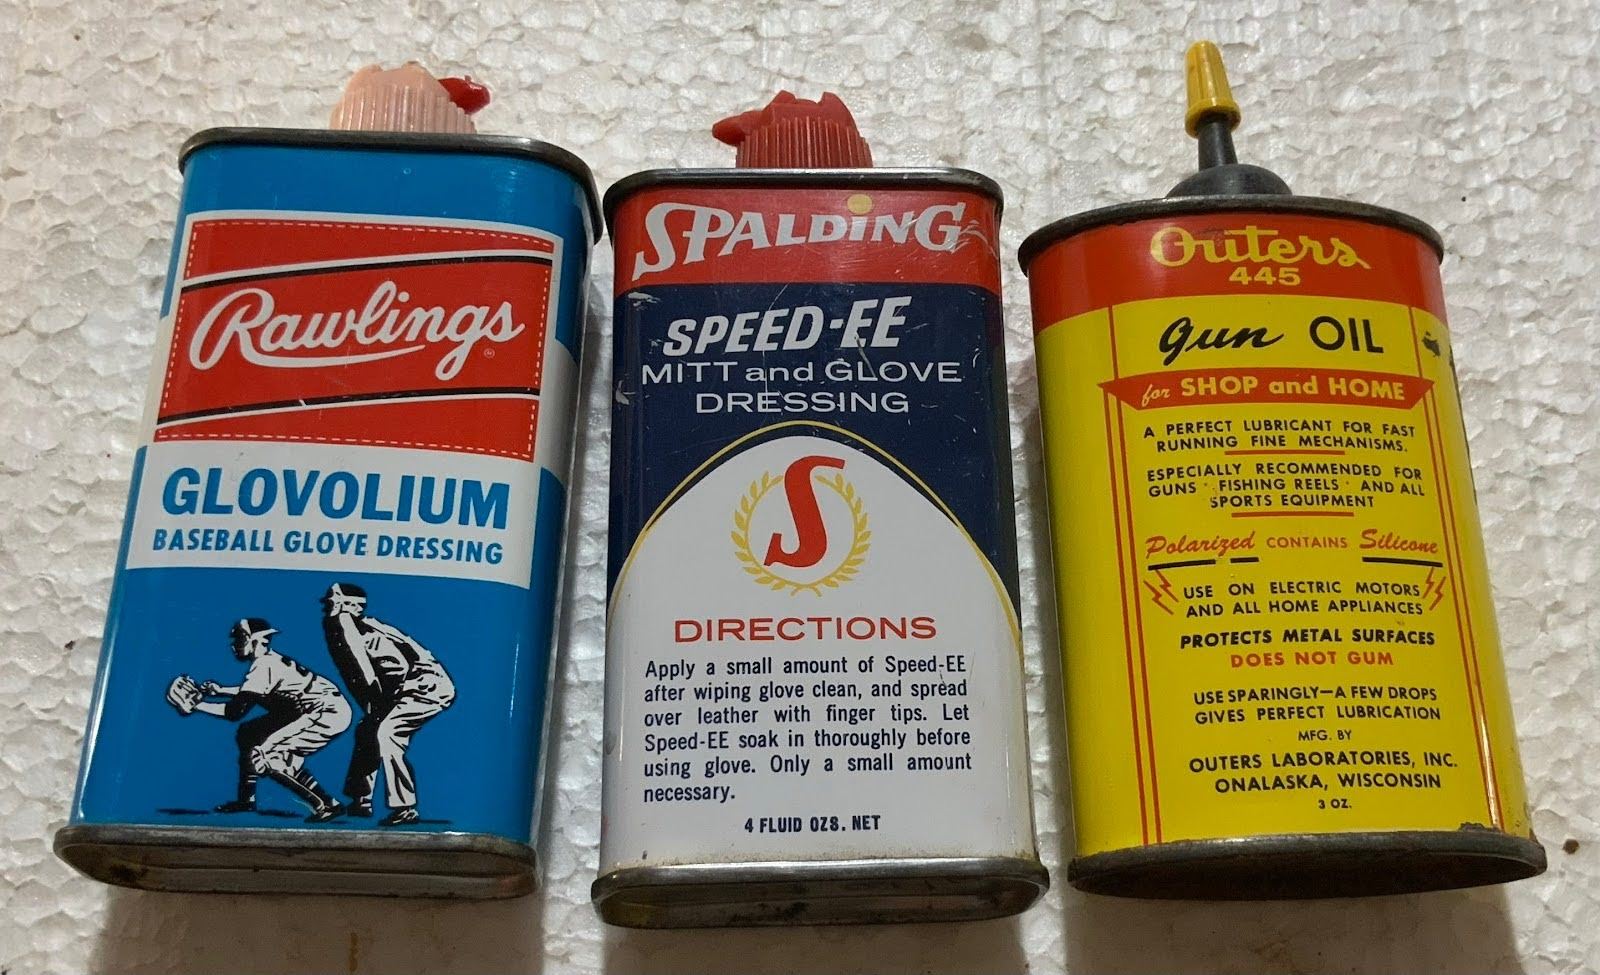 Rawlings
®
GLOVOLIUM
BASEBALL GLOVE DRESSING
SPALDING
SPEED-EE
MITT and GLOVE
DRESSING
S
DIRECTIONS
Apply a small amount of Speed-EE
after wiping glove clean, and spread
over leather with finger tips. Let
Speed-EE soak in thoroughly before
using glove. Only a small amount
necessary.
4 FLUID OZS. NET
Outers
445
gun OIL
for SHOP and HOME
A PERFECT LUBRICANT FOR FAST
RUNNING FINE MECHANISMS.
ESPECIALLY RECOMMENDED FOR
GUNS · FISHING REELS · AND ALL
SPORTS EQUIPMENT
Polarized CONTAINS Silicone
USE ON ELECTRIC MOTORS
AND ALL HOME APPLIANCES
PROTECTS METAL SURFACES
DOES NOT GUM
USE SPARINGLY—A FEW DROPS
GIVES PERFECT LUBRICATION
MFG. BY
OUTERS LABORATORIES, INC.
ONALASKA, WISCONSIN
3 OZ.